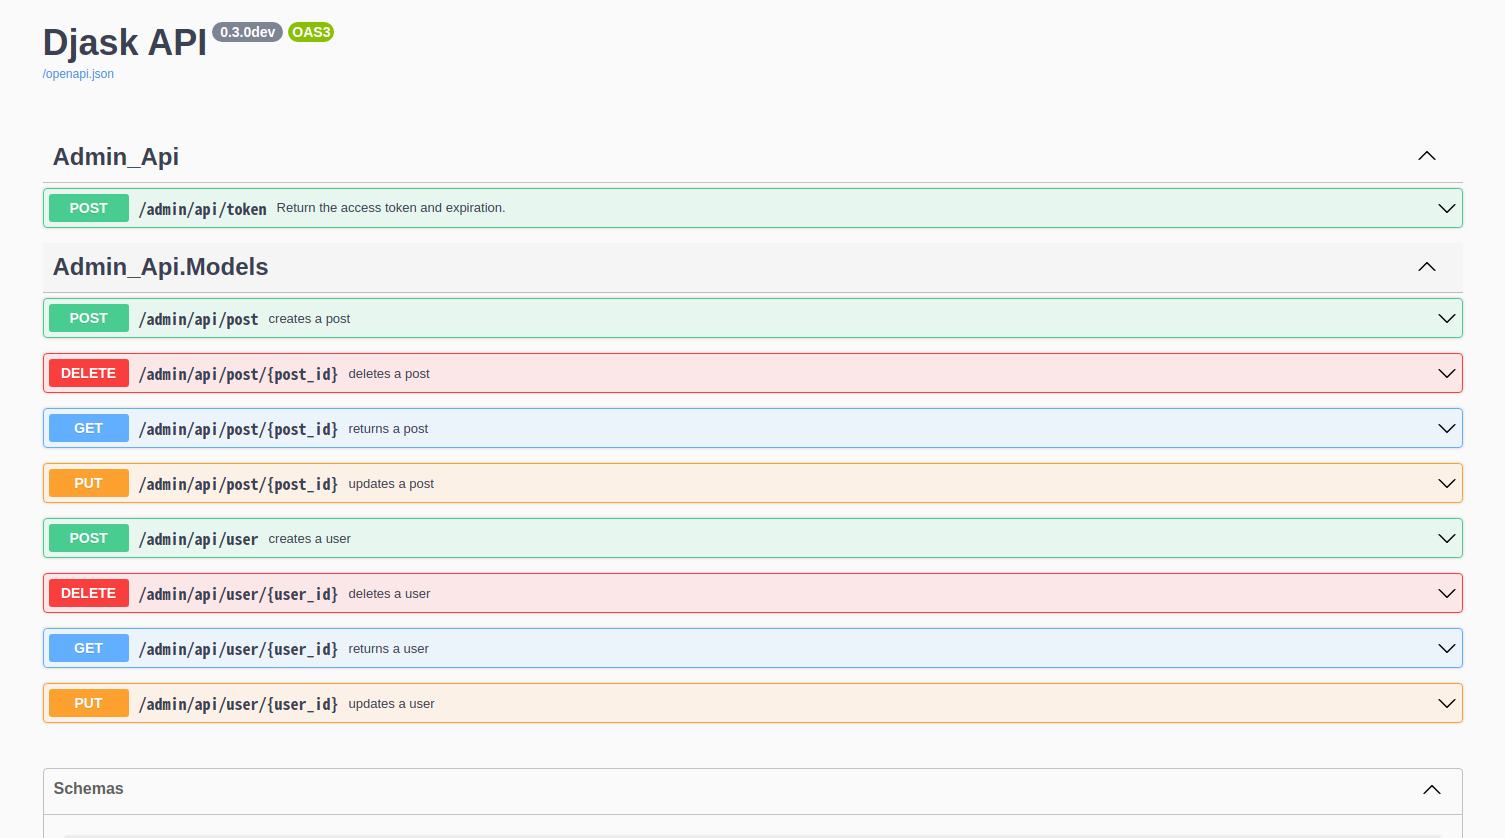 Djask API 0.3.0dev OAS3
/openapi.json
Admin_Api
POST /admin/api/token Return the access token and expiration.
Admin_Api.Models
POST /admin/api/post creates a post
DELETE /admin/api/post/{post_id} deletes a post
GET /admin/api/post/{post_id} returns a post
PUT /admin/api/post/{post_id} updates a post
POST /admin/api/user creates a user
DELETE /admin/api/user/{user_id} deletes a user
GET /admin/api/user/{user_id} returns a user
PUT /admin/api/user/{user_id} updates a user
Schemas